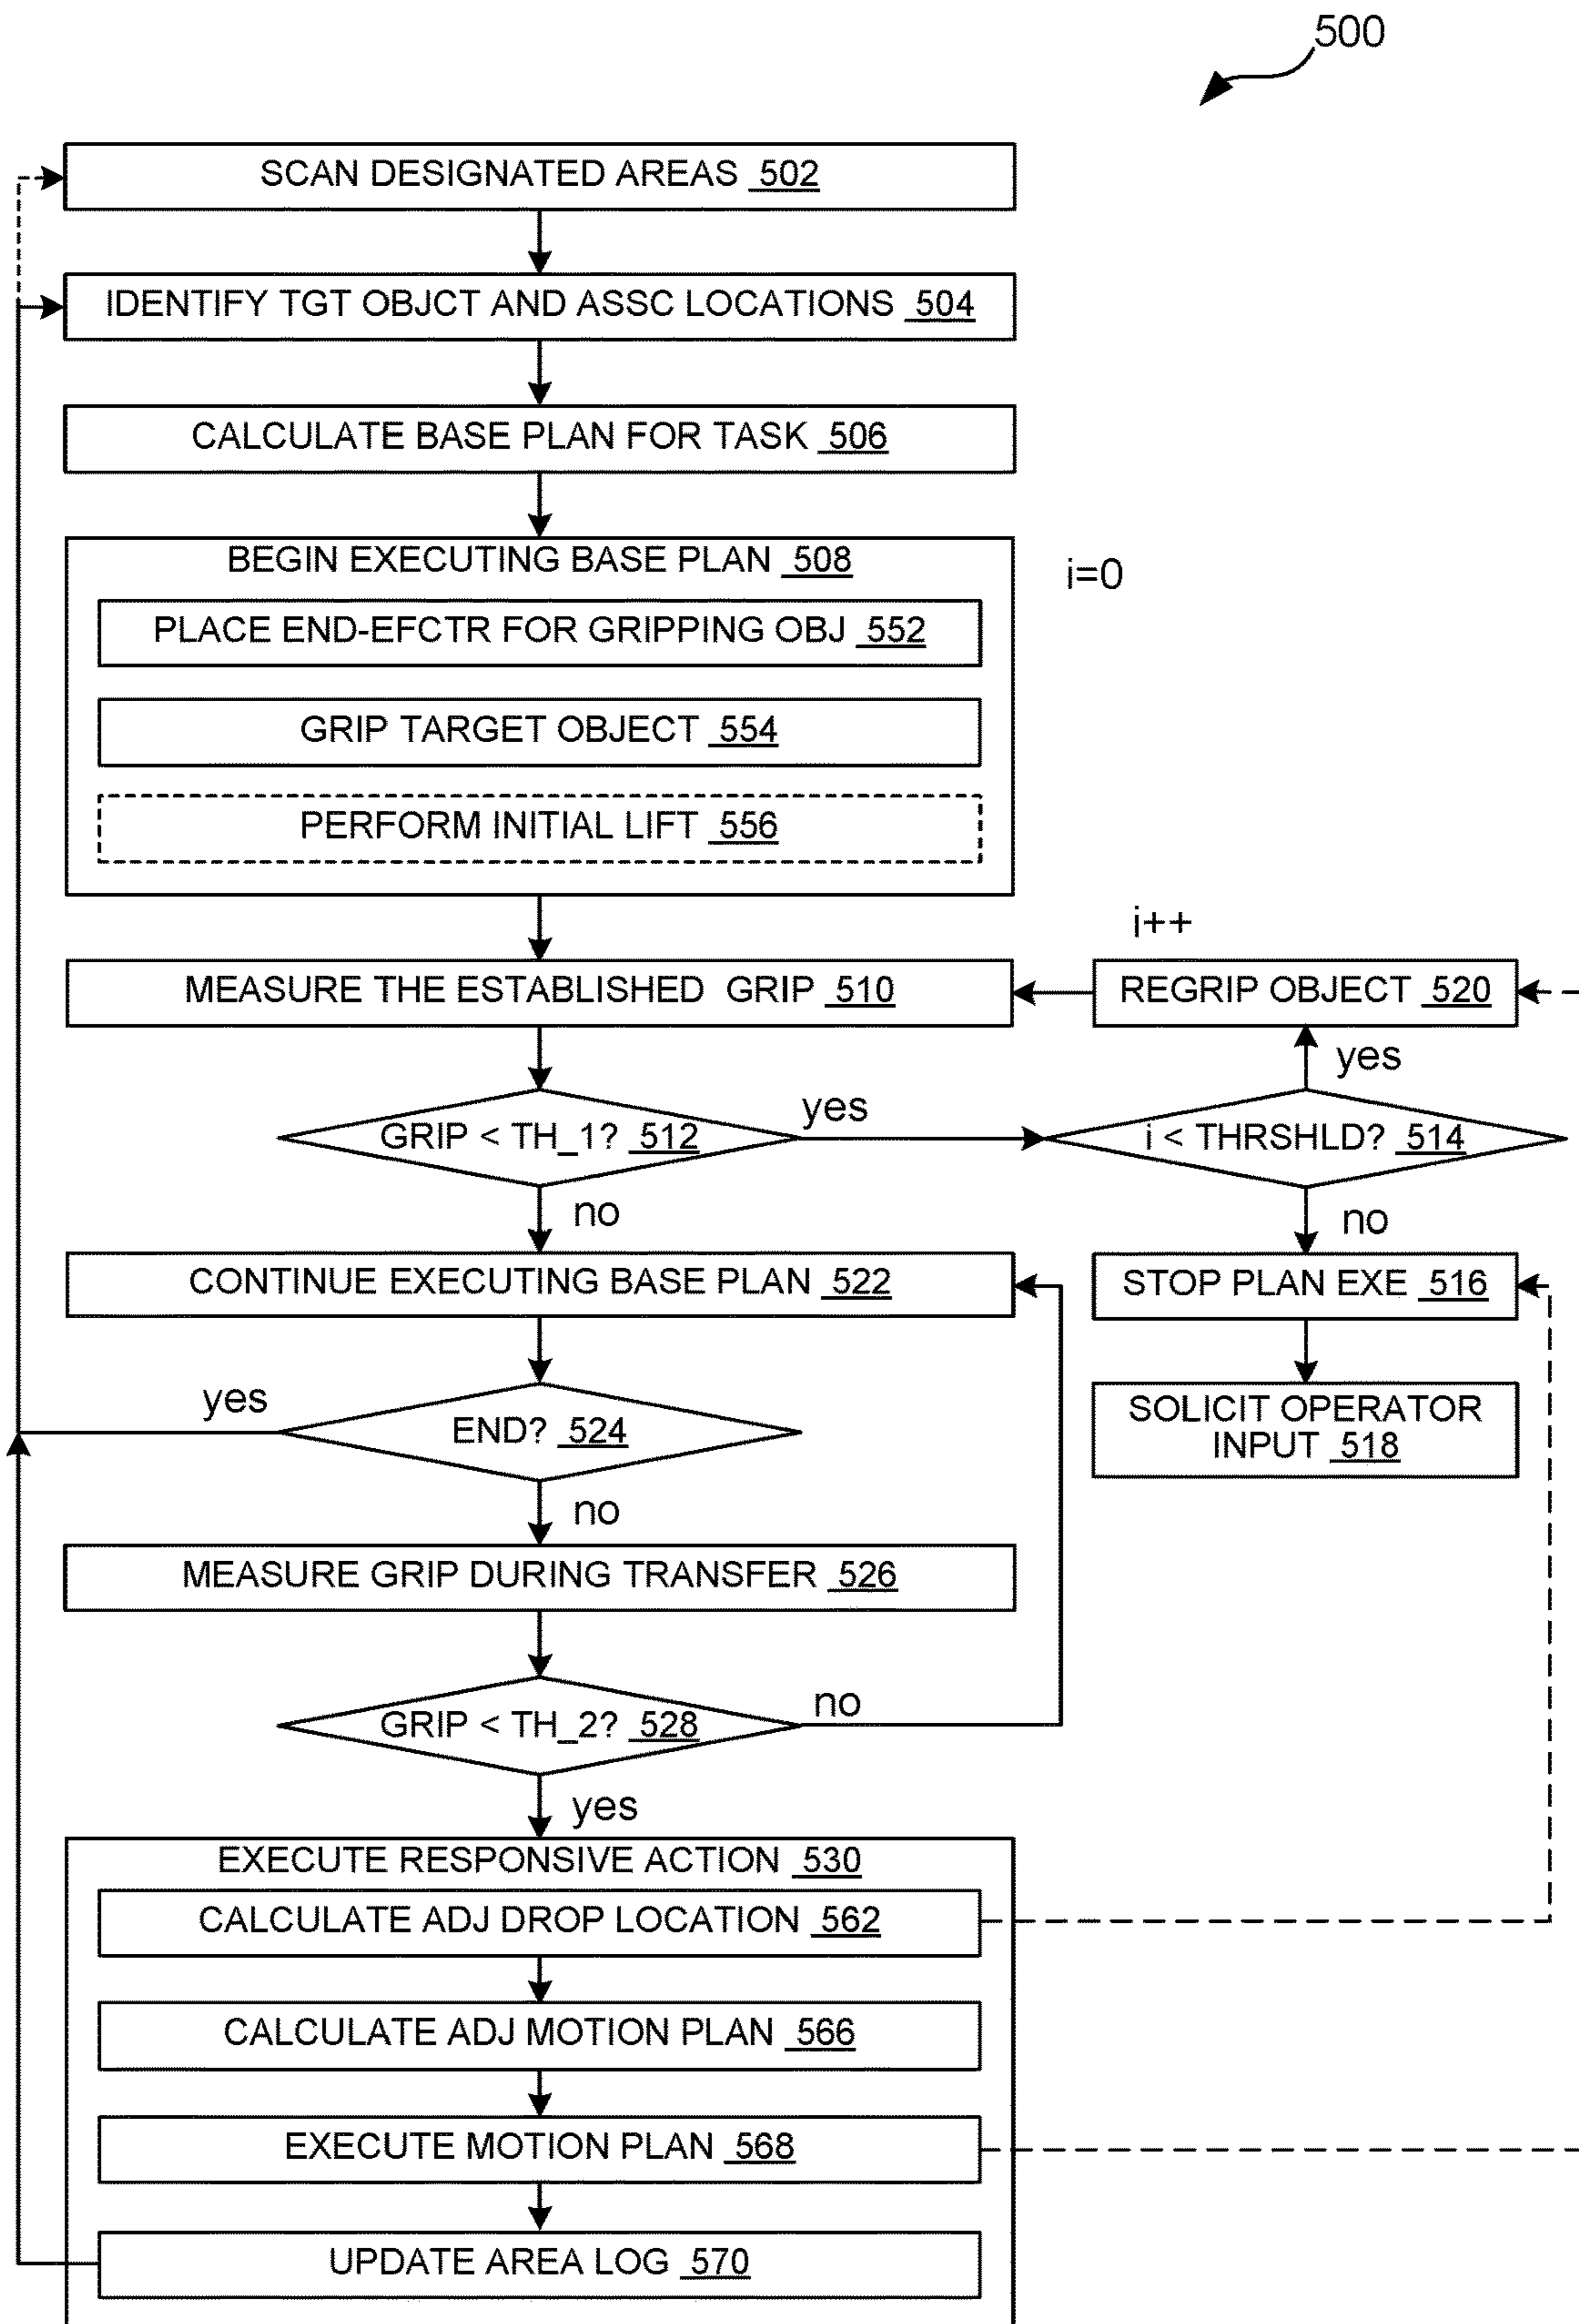 500
SCAN DESIGNATED AREAS 502
IDENTIFY TGT OBJCT AND ASSC LOCATIONS 504
CALCULATE BASE PLAN FOR TASK 506
BEGIN EXECUTING BASE PLAN 508
i=0
PLACE END-EFCTR FOR GRIPPING OBJ 552
GRIP TARGET OBJECT 554
PERFORM INITIAL LIFT 556
i++
MEASURE THE ESTABLISHED GRIP 510
REGRIP OBJECT 520
yes
yes
GRIP < TH_1? 512
i < THRSHLD? 514
no
no
CONTINUE EXECUTING BASE PLAN 522
STOP PLAN EXE 516
yes
END? 524
SOLICIT OPERATOR
INPUT 518
no
MEASURE GRIP DURING TRANSFER 526
GRIP < TH_2? 528
no
yes
EXECUTE RESPONSIVE ACTION 530
CALCULATE ADJ DROP LOCATION 562
CALCULATE ADJ MOTION PLAN 566
EXECUTE MOTION PLAN 568
UPDATE AREA LOG 570